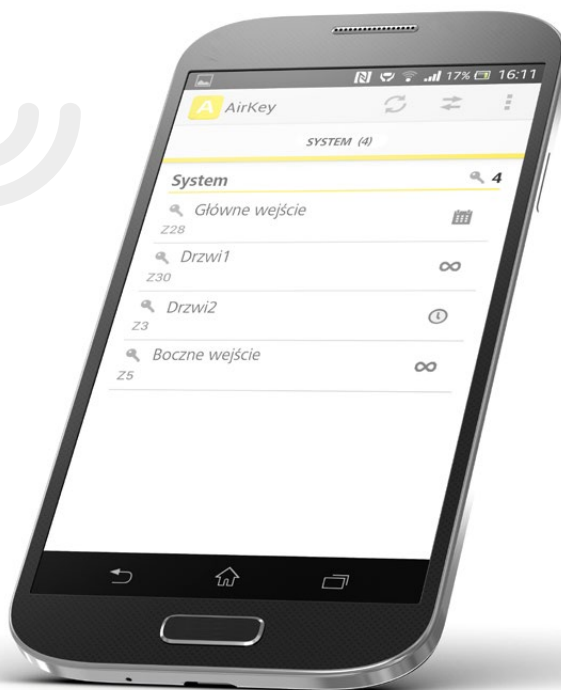 17% 16:11
A AirKey
SYSTEM (4)
System 4
Główne wejście
Z28
Drzwi1
Z30
Drzwi2
Z3
Boczne wejście
Z5